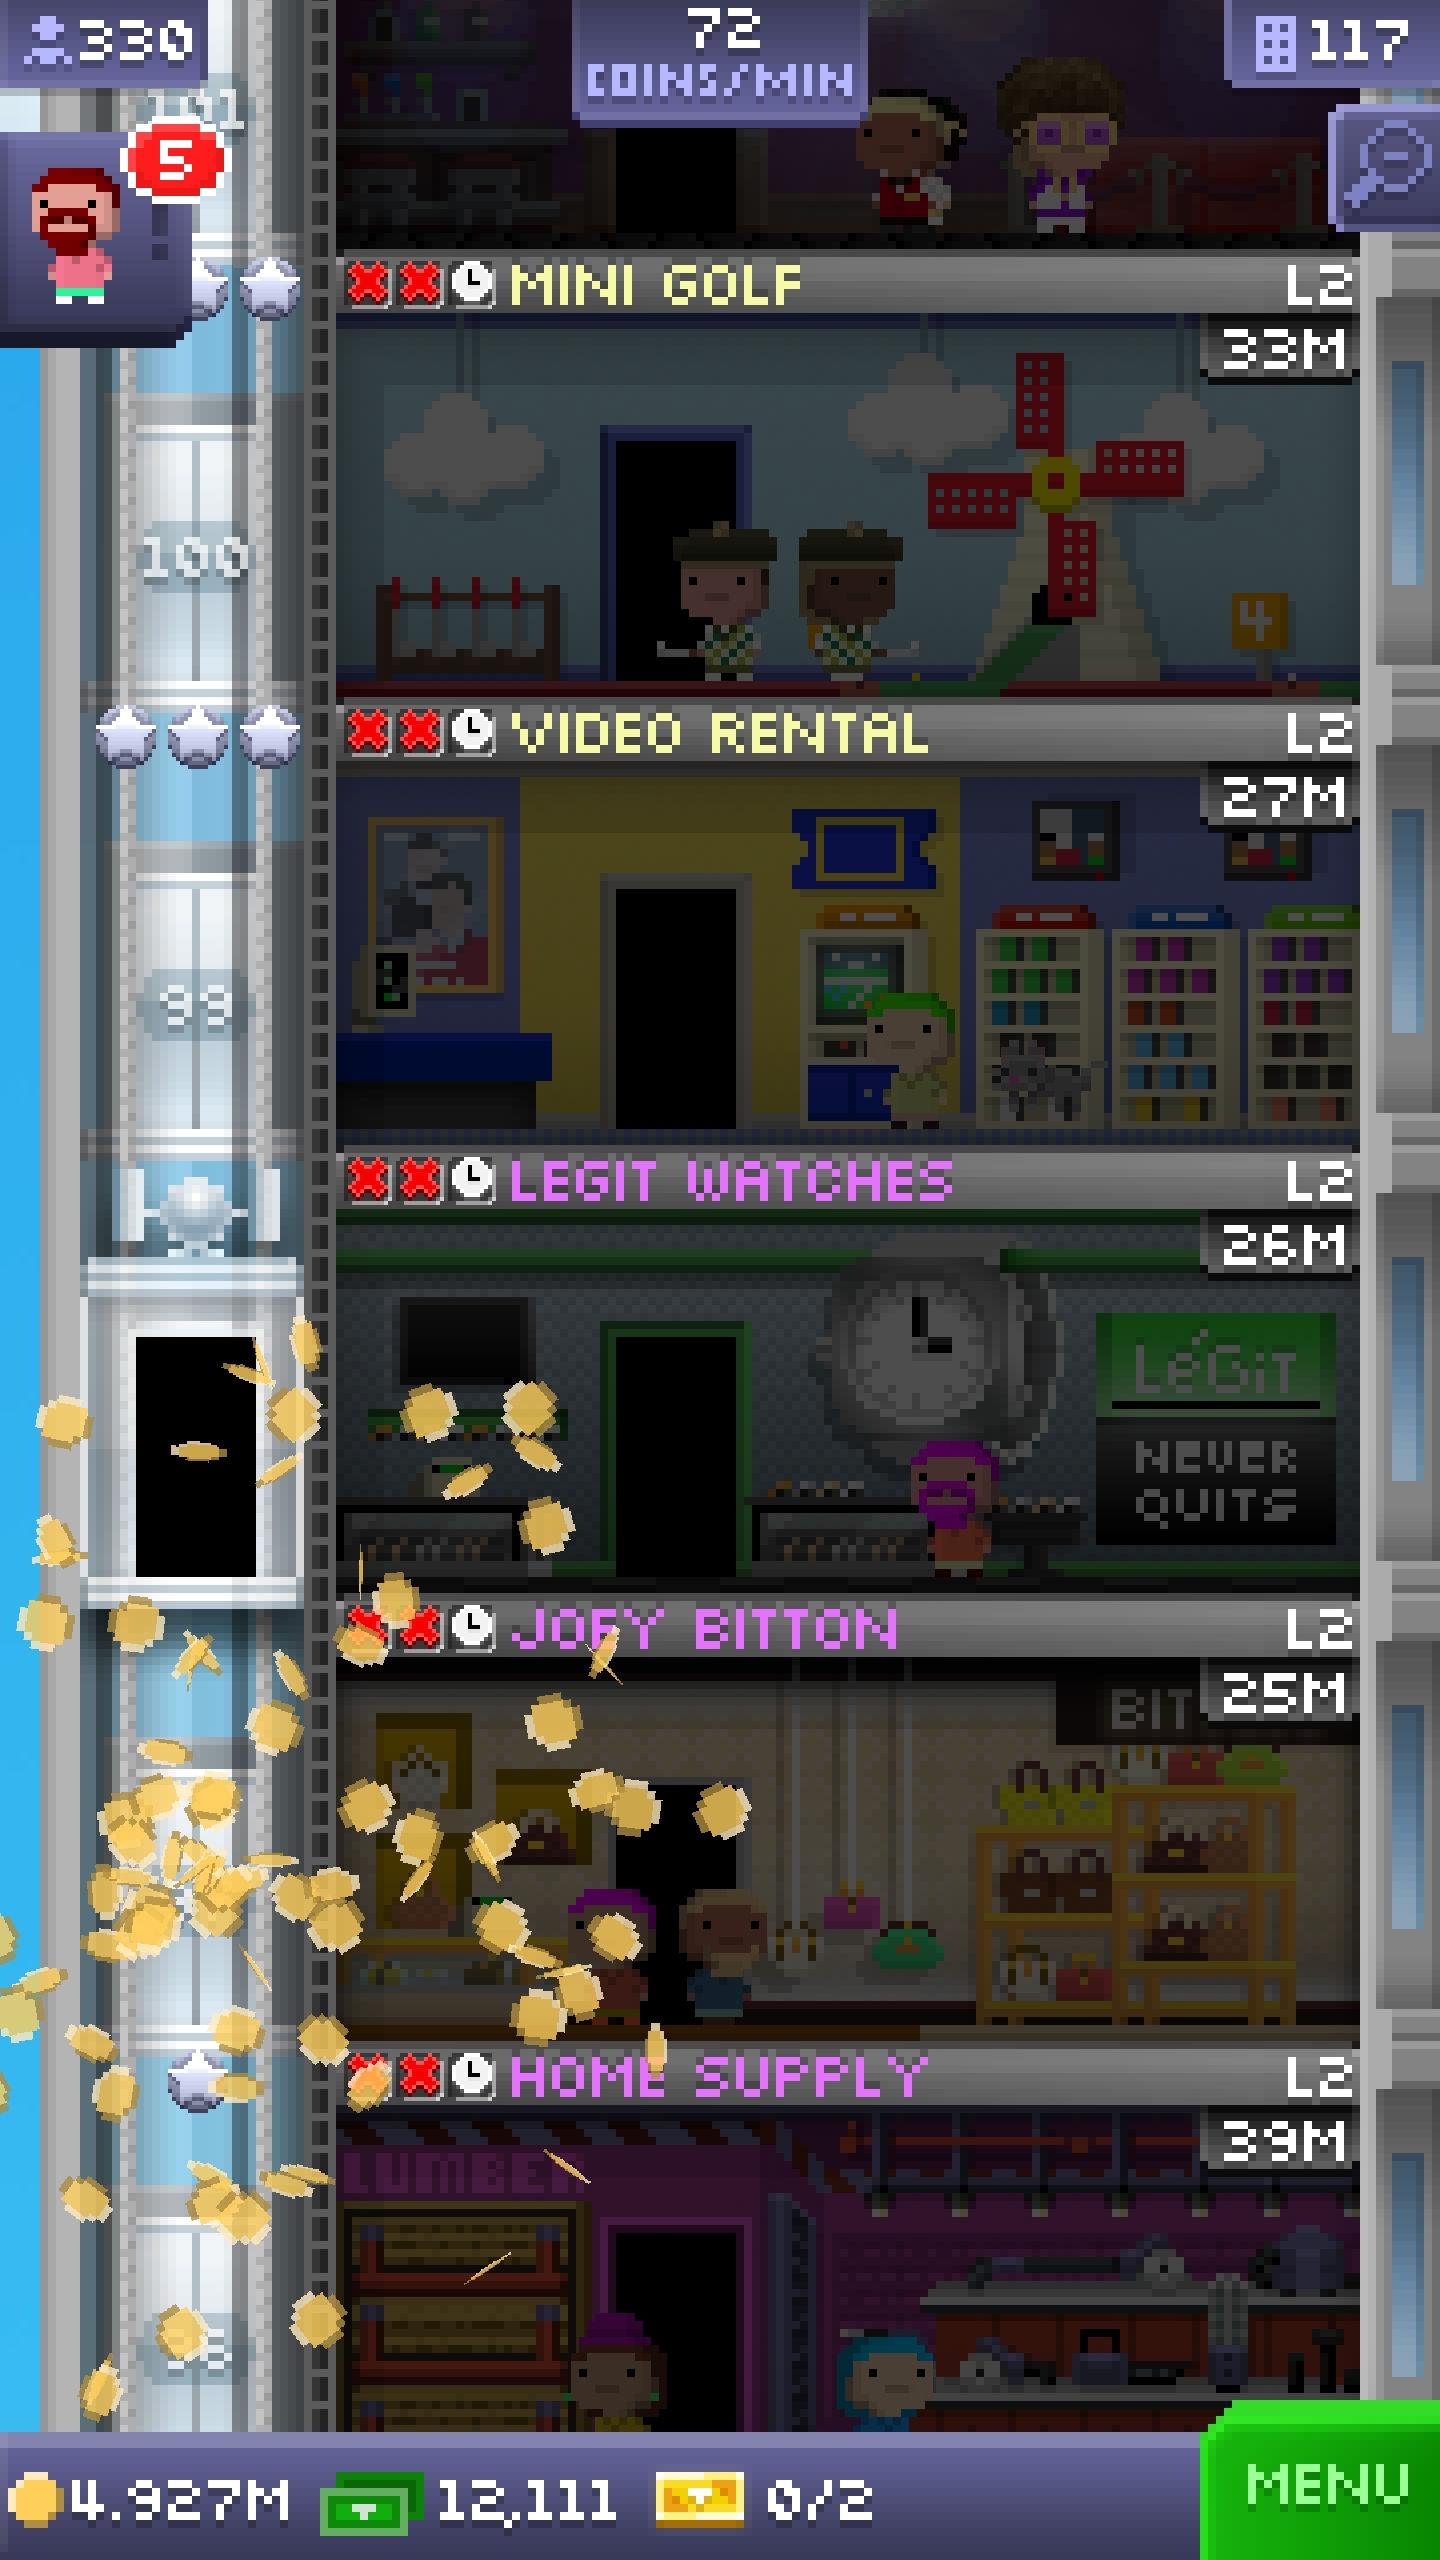 330
72
COINS/MIN
117
101
5
MINI GOLF L2
33M
100
4
VIDEO RENTAL L2
27M
99
LEGIT WATCHES L2
26M
LéGiT
NEVER
QUITS
JOEY BITTON L2
25M
BIT
HOME SUPPLY L2
39M
LUMBER
4.927M 12,111 0/2
MENU